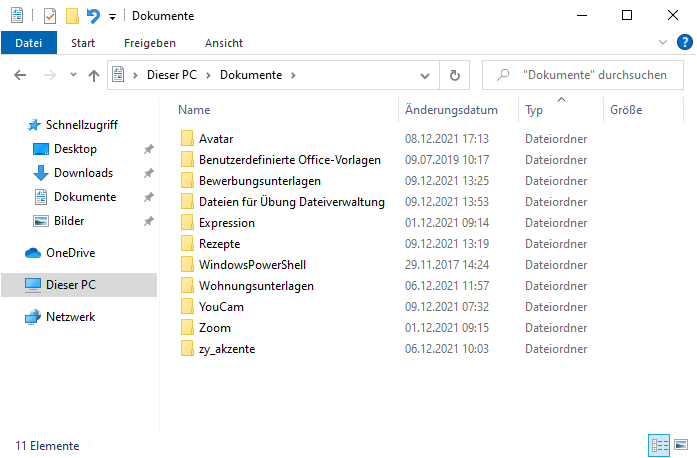 Dokumente
Datei Start Freigeben Ansicht
Dieser PC Dokumente "Dokumente" durchsuchen
Name Änderungsdatum Typ Größe
Schnellzugriff
Desktop
Downloads
Dokumente
Bilder
OneDrive
Dieser PC
Netzwerk
Avatar 08.12.2021 17:13 Dateiordner
Benutzerdefinierte Office-Vorlagen 09.07.2019 10:17 Dateiordner
Bewerbungsunterlagen 09.12.2021 13:25 Dateiordner
Dateien für Übung Dateiverwaltung 09.12.2021 13:53 Dateiordner
Expression 01.12.2021 09:14 Dateiordner
Rezepte 09.12.2021 13:19 Dateiordner
WindowsPowerShell 29.11.2017 14:24 Dateiordner
Wohnungsunterlagen 06.12.2021 11:57 Dateiordner
YouCam 09.12.2021 07:32 Dateiordner
Zoom 01.12.2021 09:15 Dateiordner
zy_akzente 06.12.2021 10:03 Dateiordner
11 Elemente